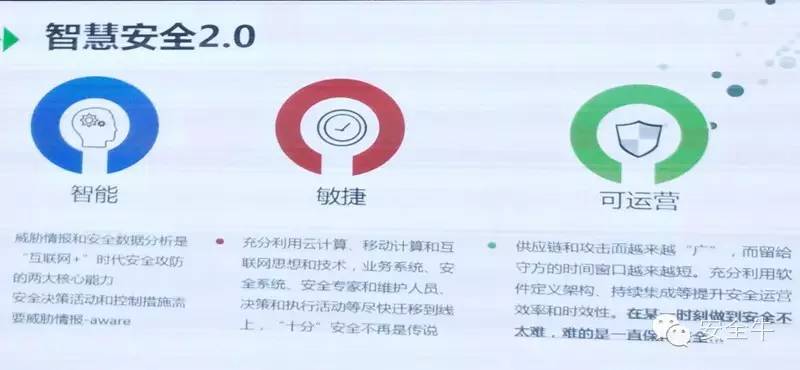 智慧安全2.0
智能
敏捷
可运营
威胁情报和安全数据分析是
“互联网+”时代安全攻防
的两大核心能力
安全决策活动和控制措施需
要威胁情报-aware
充分利用云计算、移动计算和互
联网思想和技术，业务系统、安
全系统、安全专家和维护人员、
决策和执行活动等尽快迁移到线
上，“十分”安全不再是传说
供应链和攻击面越来越“广”，而留给
守方的时间窗口越来越短。充分利用软
件定义架构、持续集成等提升安全运营
效率和时效性。在某一时刻做到安全不
太难，难的是一直保 安全。
安全牛